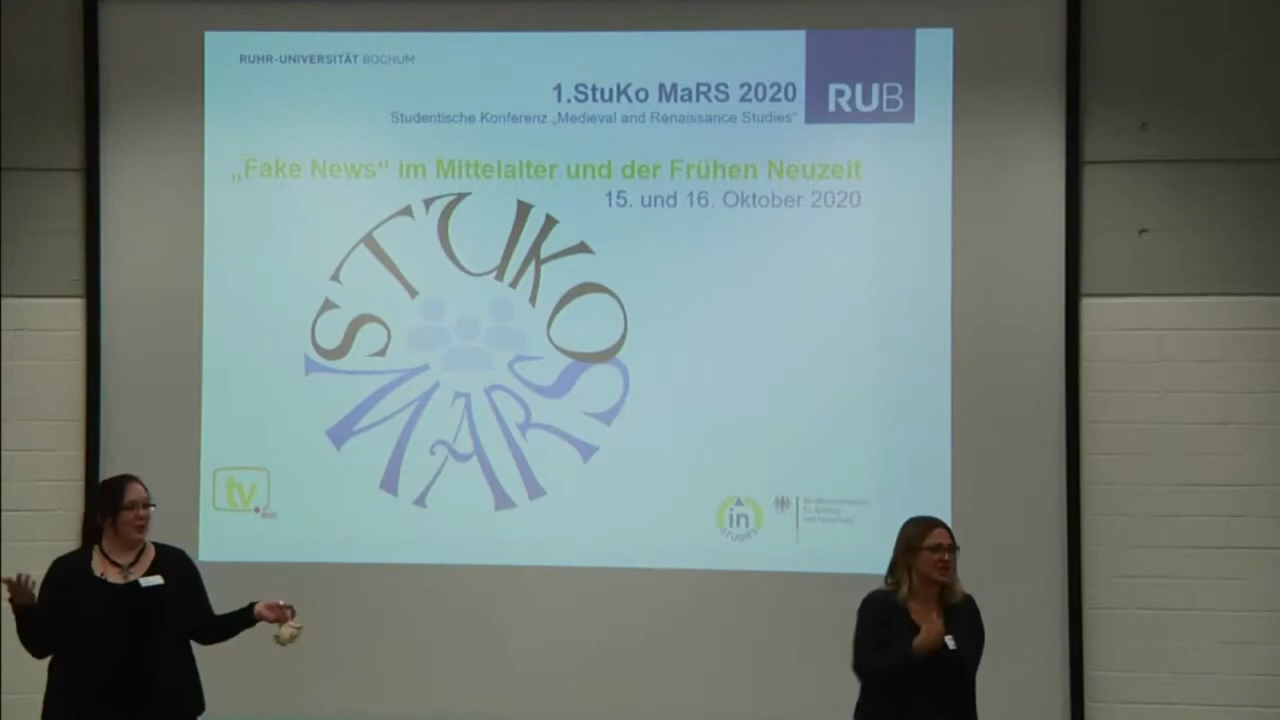 RUHR-UNIVERSITÄT BOCHUM
1.StuKo MaRS 2020
RUB
Studentische Konferenz „Medieval and Renaissance Studies“
„Fake News“ im Mittelalter und der Frühen Neuzeit
15. und 16. Oktober 2020
STUKO
MARS
tv
in
STUDIES